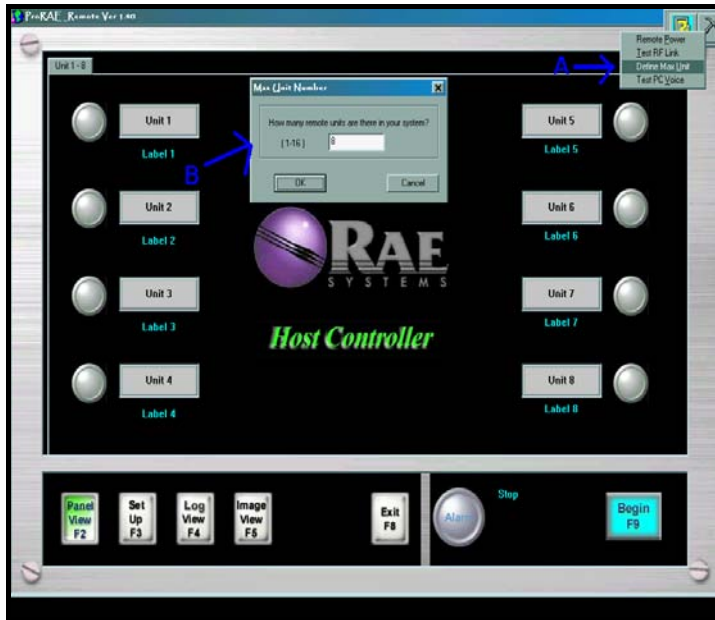 ProRAE_Remote Ver 1.40
Remote Power
Test RF Link
Define Max Unit
Test PC Voice
A
Unit 1 - 8
Max Unit Number
How many remote units are there in your system?
(1-16) 8
OK Cancel
B
Unit 1
Label 1
Unit 2
Label 2
Unit 3
Label 3
Unit 4
Label 4
Unit 5
Label 5
Unit 6
Label 6
Unit 7
Label 7
Unit 8
Label 8
RAE
SYSTEMS
Host Controller
Panel
View
F2
Set
Up
F3
Log
View
F4
Image
View
F5
Exit
F8
Alarm
Stop
Begin
F9